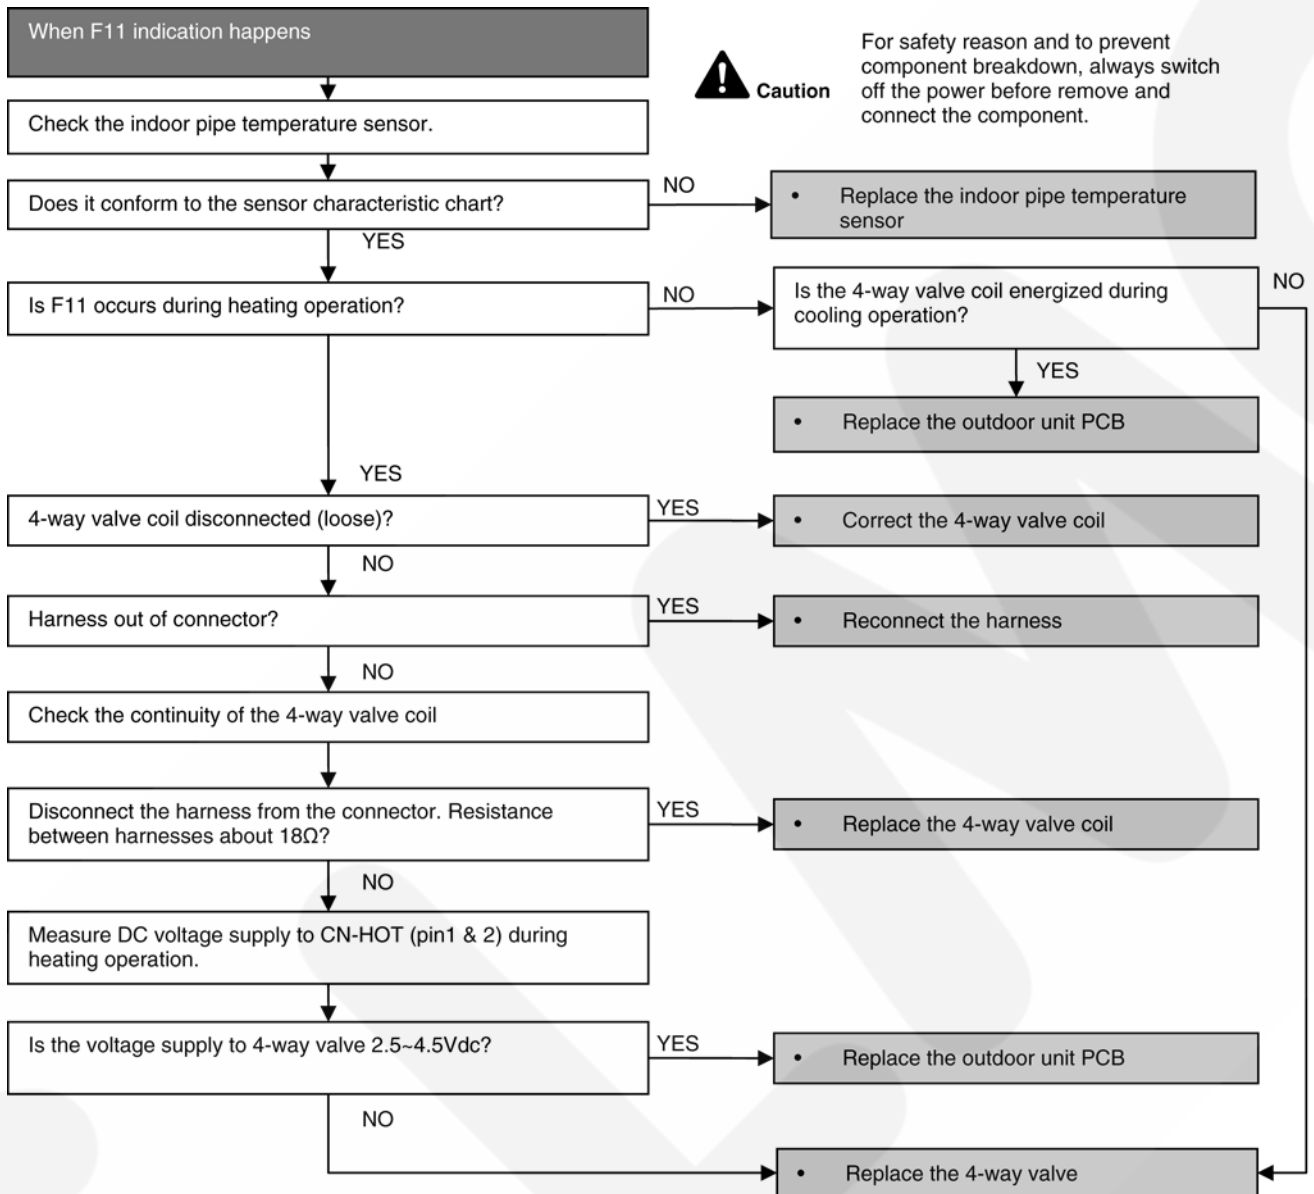 When F11 indication happens
For safety reason and to prevent
component breakdown, always switch
off the power before remove and
connect the component.
Caution
Check the indoor pipe temperature sensor.
Does it conform to the sensor characteristic chart?
NO
• Replace the indoor pipe temperature
sensor
YES
Is F11 occurs during heating operation?
NO
Is the 4-way valve coil energized during
cooling operation?
NO
YES
• Replace the outdoor unit PCB
YES
4-way valve coil disconnected (loose)?
YES
• Correct the 4-way valve coil
NO
Harness out of connector?
YES
• Reconnect the harness
NO
Check the continuity of the 4-way valve coil
Disconnect the harness from the connector. Resistance
between harnesses about 18Ω?
YES
• Replace the 4-way valve coil
NO
Measure DC voltage supply to CN-HOT (pin1 & 2) during
heating operation.
Is the voltage supply to 4-way valve 2.5~4.5Vdc?
YES
• Replace the outdoor unit PCB
NO
• Replace the 4-way valve